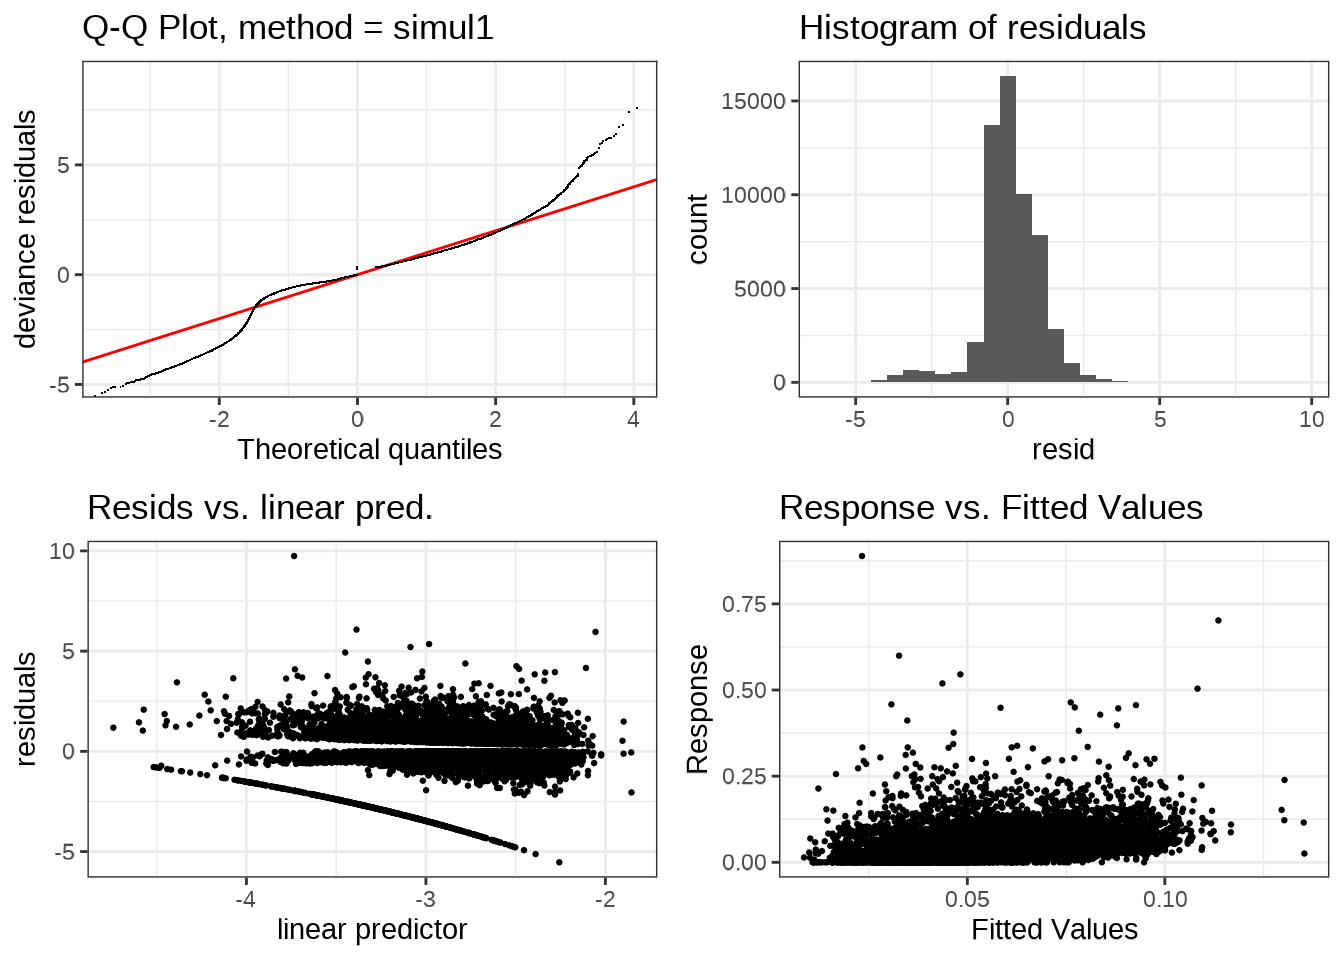 Q-Q Plot, method = simul1
deviance residuals
5
0
-5
-2
0
2
4
Theoretical quantiles
Histogram of residuals
count
15000
10000
5000
0
-5
0
5
10
resid
Resids vs. linear pred.
residuals
10
5
0
-5
-4
-3
-2
linear predictor
Response vs. Fitted Values
Response
0.75
0.50
0.25
0.00
0.05
0.10
Fitted Values